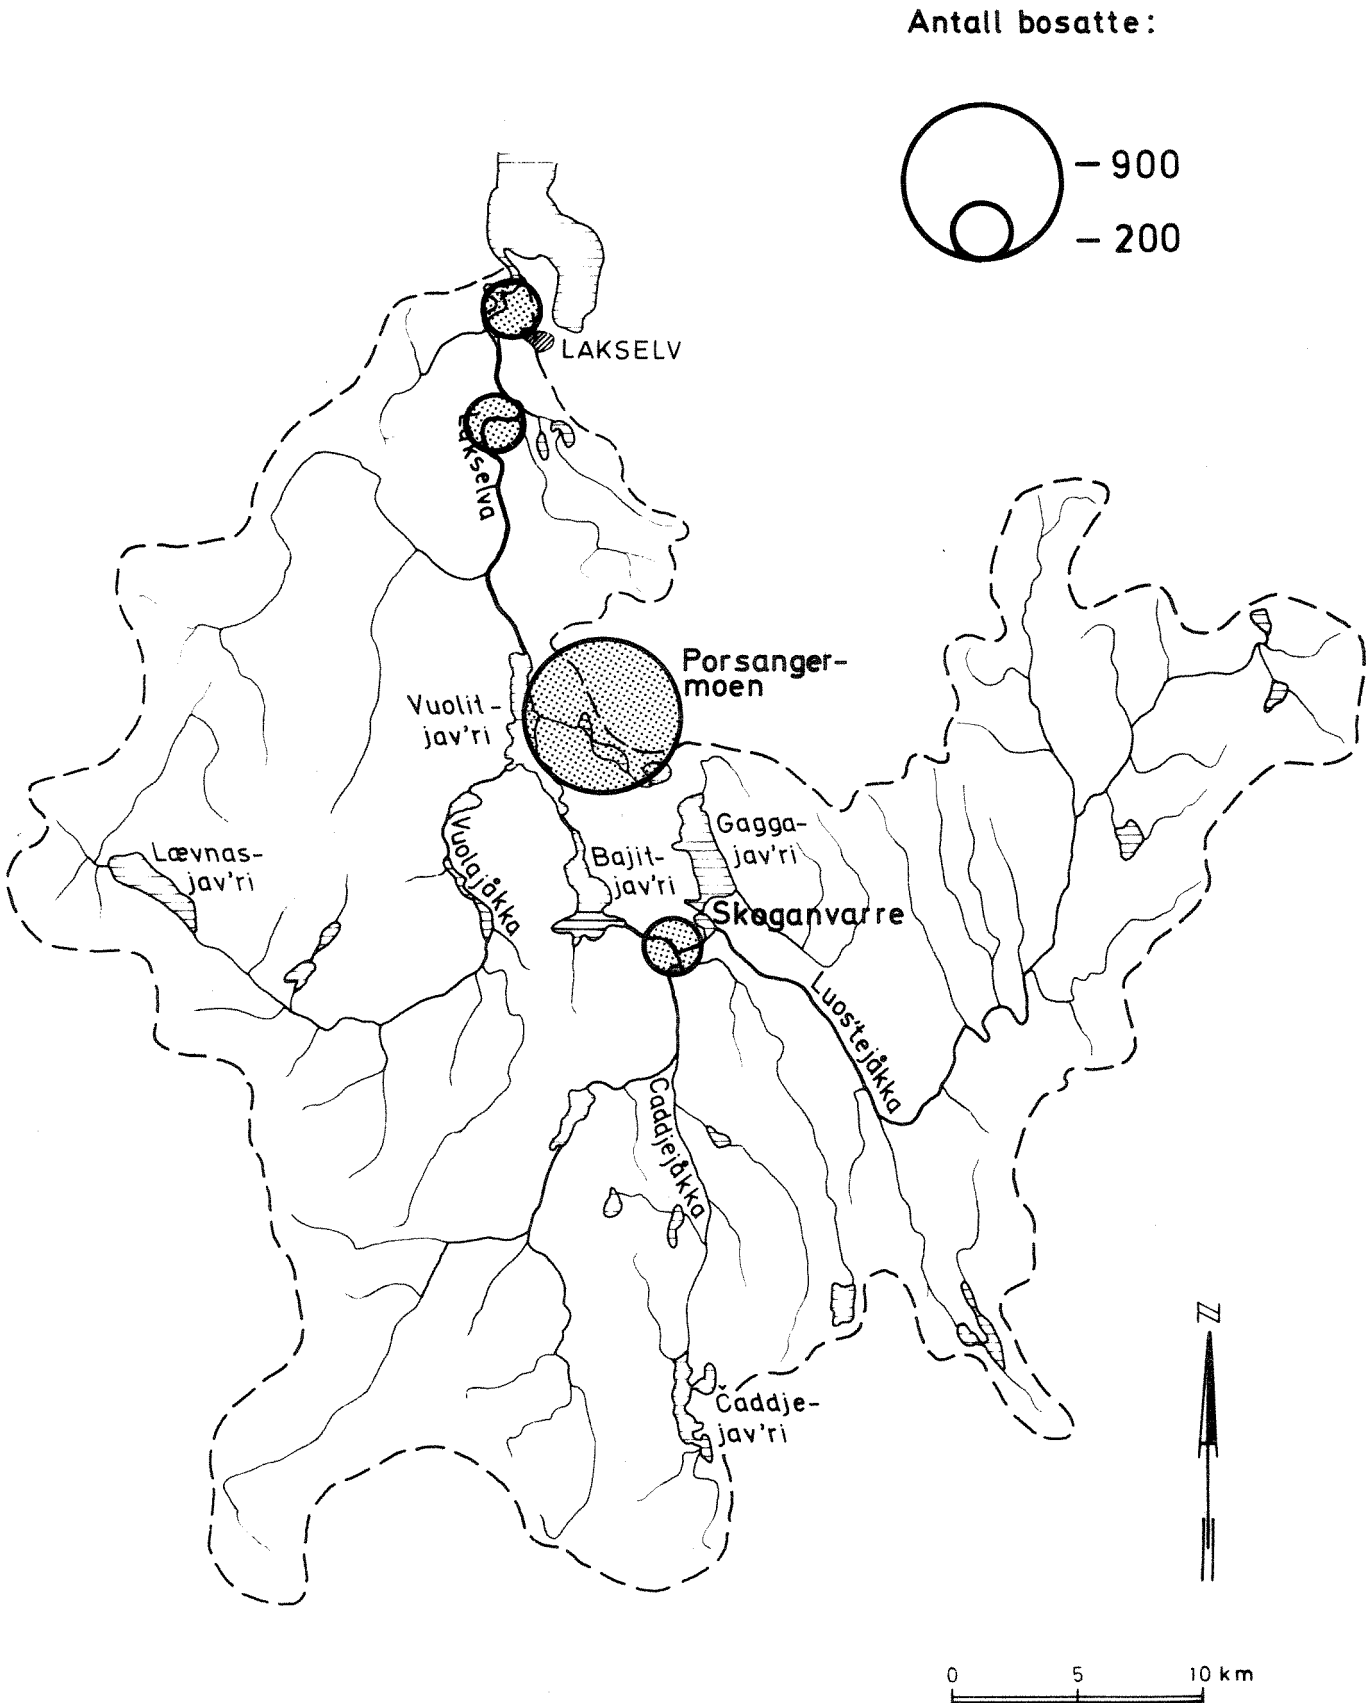 Antall bosatte:
– 900
– 200
LAKSELV
Lakselva
Porsanger-
moen
Vuolit-
jav'ri
Gagga-
jav'ri
Lævnas-
jav'ri
Vuolajåkka
Bajit-
jav'ri
Skoganvarre
Luos'tejåkka
Caddjejåkka
Čaddje-
jav'ri
N
0 5 10 km